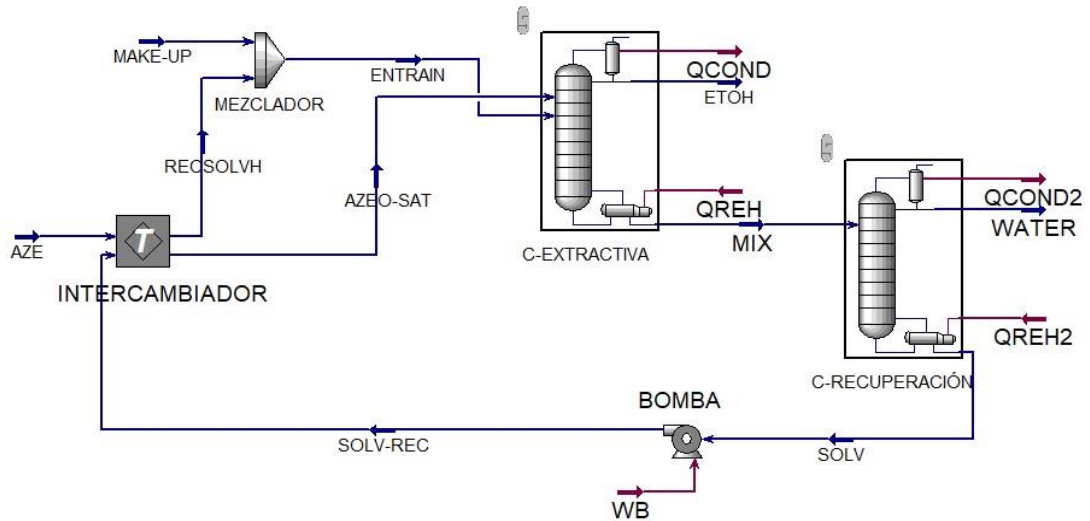 MAKE-UP
MEZCLADOR
ENTRAIN
QCOND
ETOH
RECSOLVH
AZEO-SAT
QREH
MIX
C-EXTRACTIVA
QCOND2
WATER
AZE
T
INTERCAMBIADOR
QREH2
C-RECUPERACIÓN
BOMBA
SOLV-REC
SOLV
WB